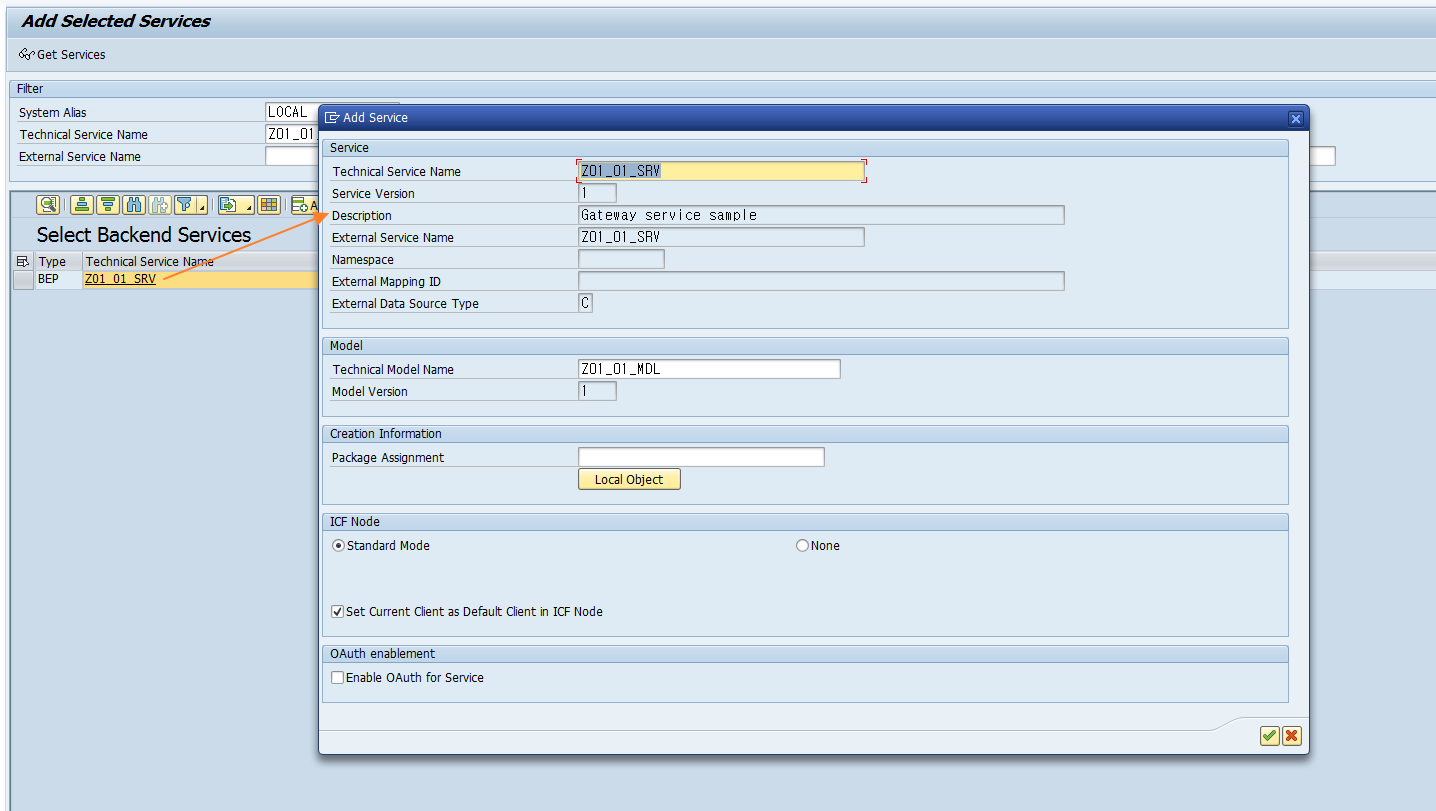 Add Selected Services
Get Services
Filter
System Alias LOCAL
Technical Service Name Z01_01
External Service Name
Select Backend Services
Type Technical Service Name
BEP Z01_01_SRV
Add Service
Service
Technical Service Name Z01_01_SRV
Service Version 1
Description Gateway service sample
External Service Name Z01_01_SRV
Namespace
External Mapping ID
External Data Source Type C
Model
Technical Model Name Z01_01_MDL
Model Version 1
Creation Information
Package Assignment
Local Object
ICF Node
Standard Mode None
Set Current Client as Default Client in ICF Node
OAuth enablement
Enable OAuth for Service